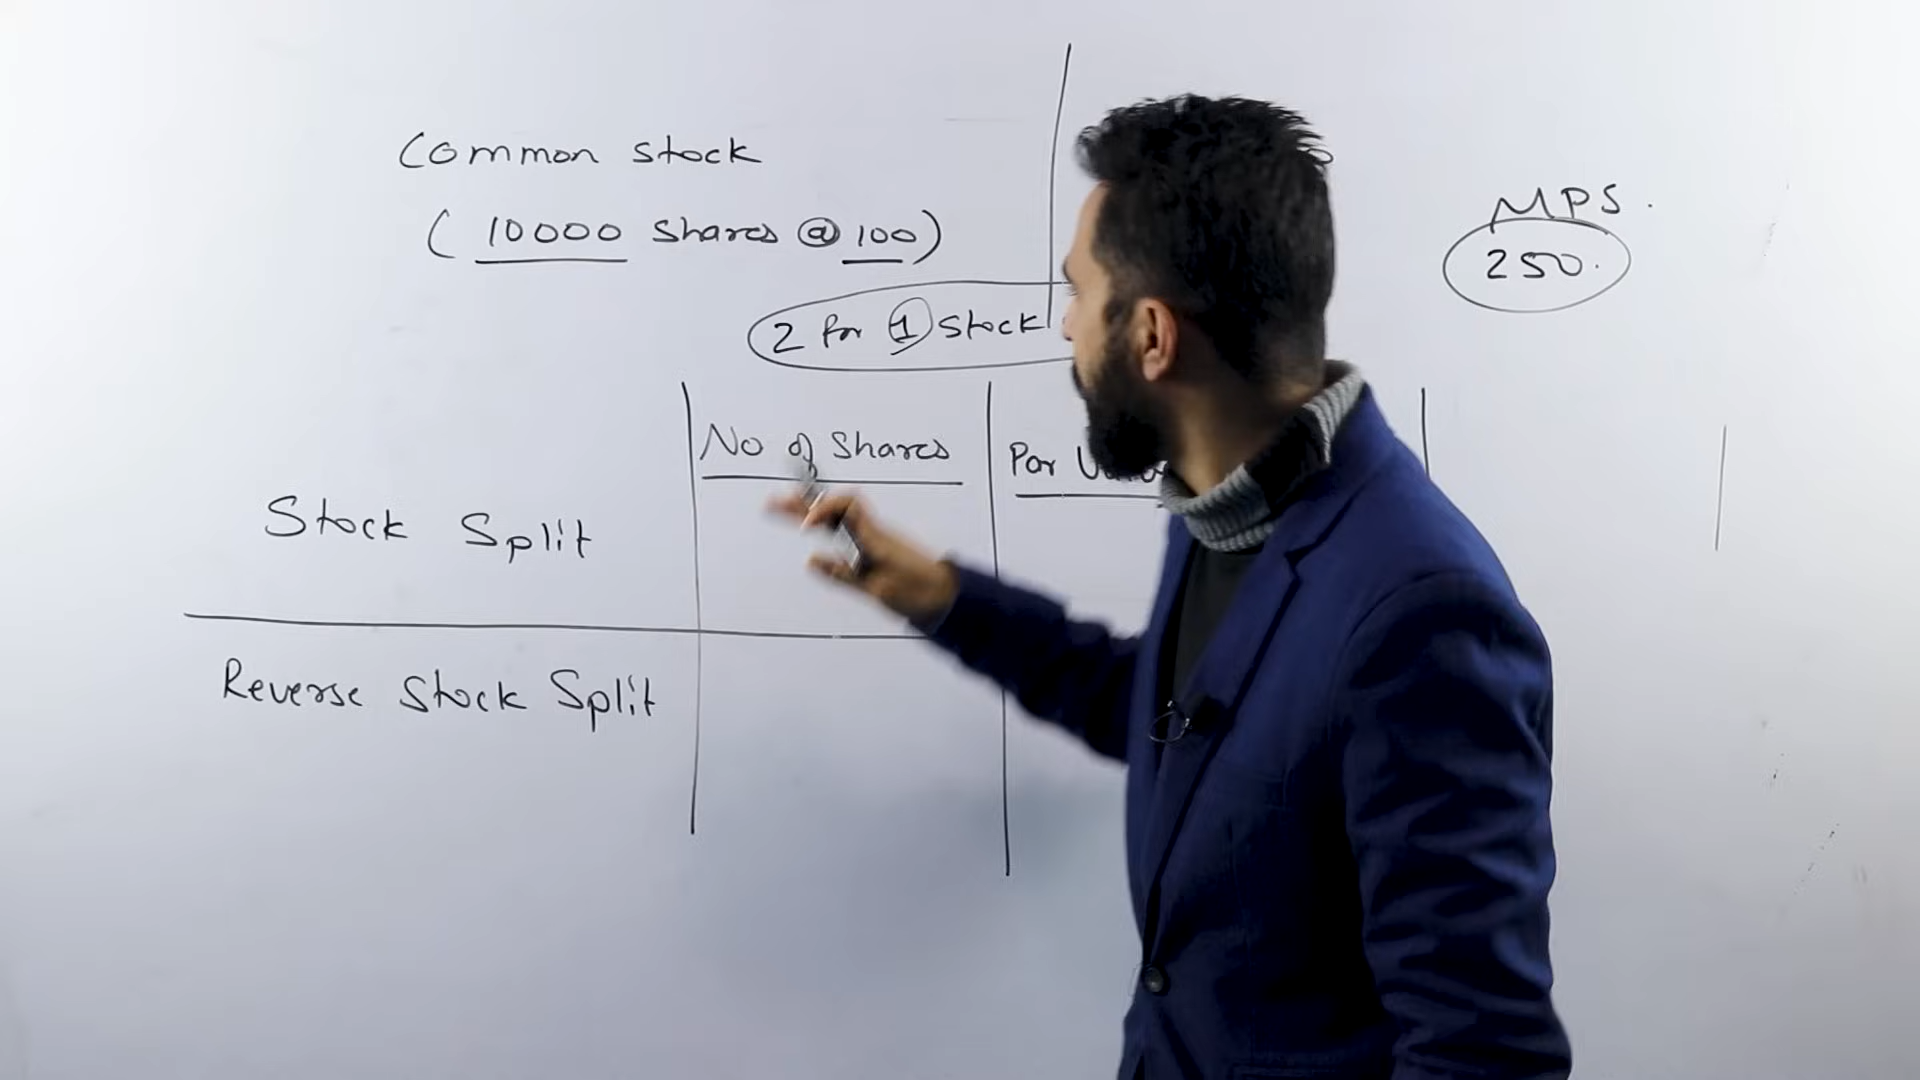 Common stock
(10000 shares @ 100)
MPS.
250.
2 for 1 stock
No of Shares
Par
Stock Split
Reverse Stock Split